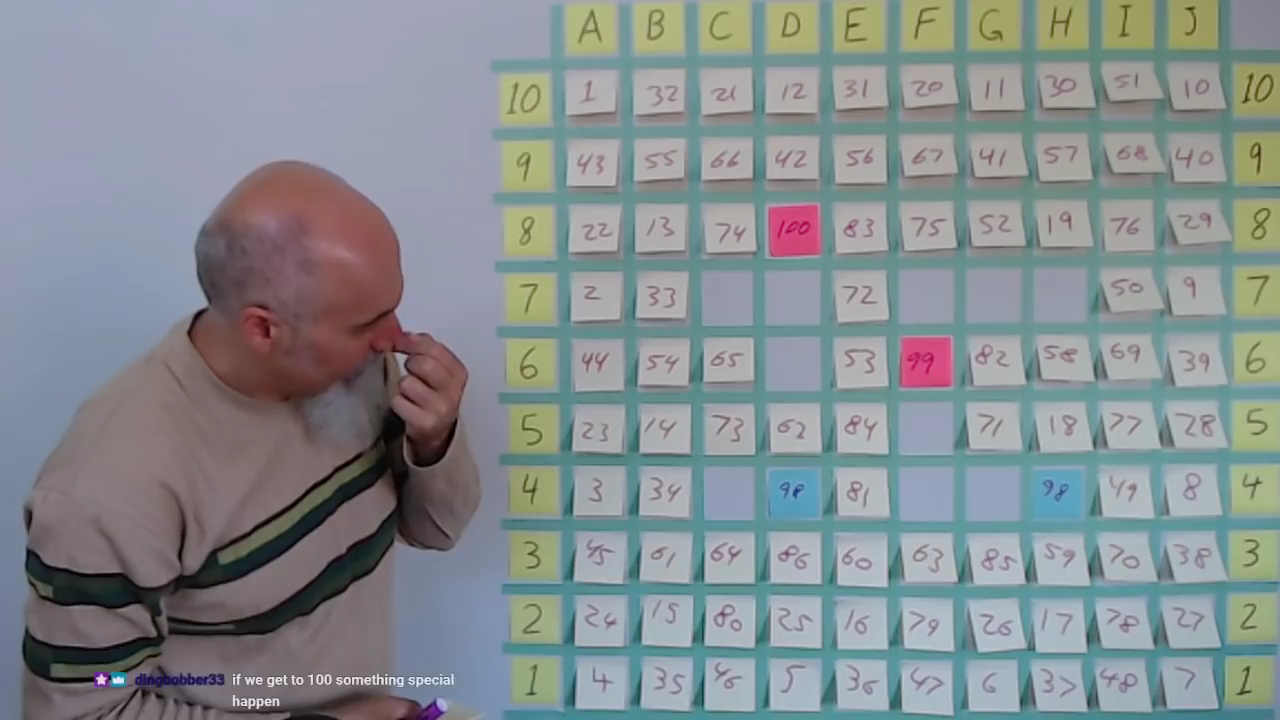 A B C D E F G H I J
10 1 32 21 12 31 20 11 30 51 10 10
9 43 55 66 42 56 67 41 57 68 40 9
8 22 13 74 100 83 75 52 19 76 29 8
7 2 33 72 50 9 7
6 44 54 65 53 99 82 58 69 39 6
5 23 14 73 62 84 71 18 77 28 5
4 3 34 98 81 98 49 8 4
3 45 61 64 86 60 63 85 59 70 38 3
2 24 15 80 25 16 79 26 17 78 27 2
1 4 35 46 5 36 47 6 37 48 7 1
dingbobber33 if we get to 100 something special
happen